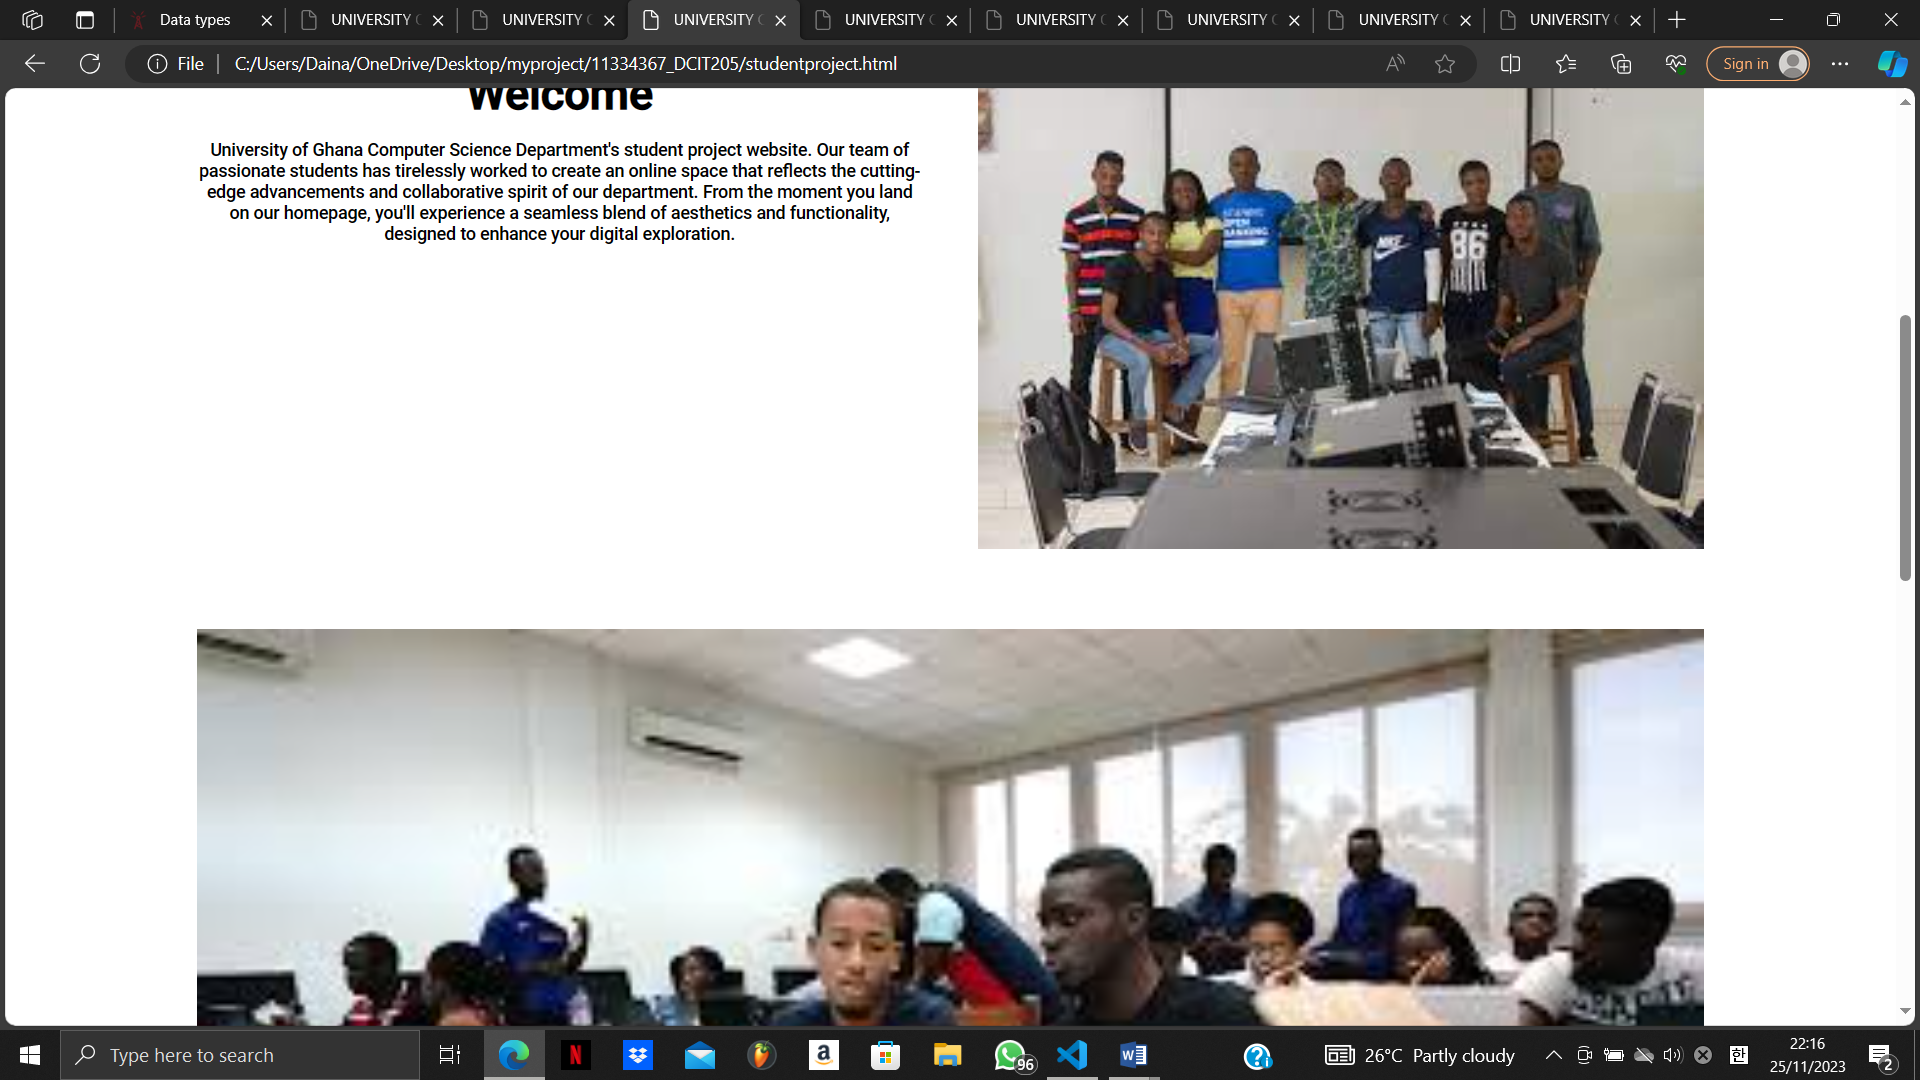 Data types
UNIVERSITY
UNIVERSITY
UNIVERSITY
UNIVERSITY
UNIVERSITY
UNIVERSITY
UNIVERSITY
UNIVERSITY
File
C:/Users/Daina/OneDrive/Desktop/myproject/11334367_DCIT205/studentproject.html
Sign in
Welcome
University of Ghana Computer Science Department's student project website. Our team of
passionate students has tirelessly worked to create an online space that reflects the cutting-
edge advancements and collaborative spirit of our department. From the moment you land
on our homepage, you'll experience a seamless blend of aesthetics and functionality,
designed to enhance your digital exploration.
OPEN
NIKE
86
Type here to search
96
26°C Partly cloudy
한
22:16
25/11/2023
2